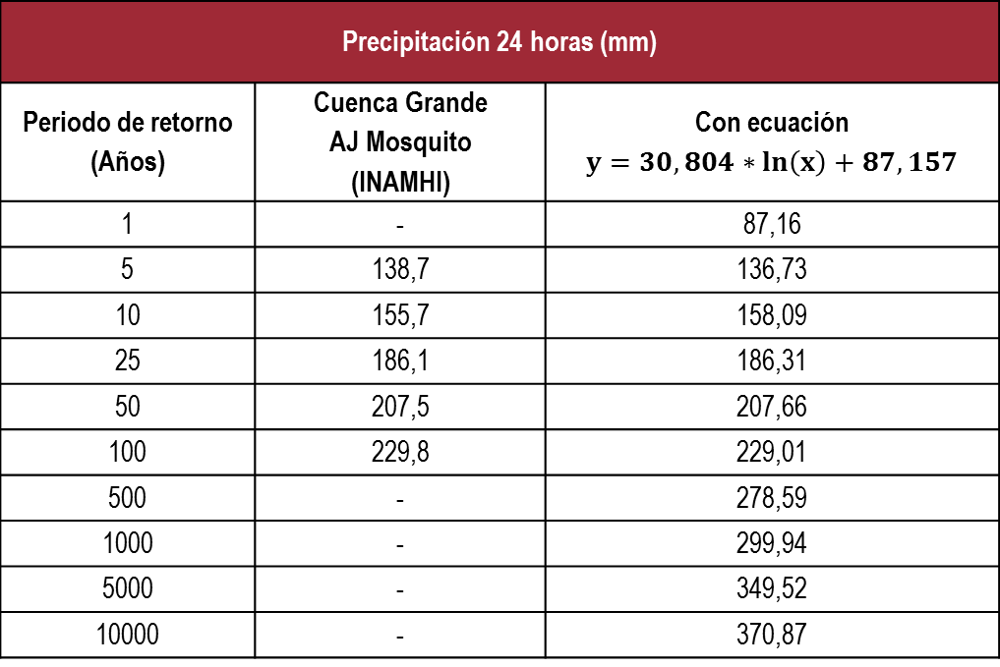 Precipitación 24 horas (mm)
Periodo de retorno
(Años)
Cuenca Grande
AJ Mosquito
(INAMHI)
Con ecuación
y = 30,804 ∗ ln(x) + 87,157
1 - 87,16
5 138,7 136,73
10 155,7 158,09
25 186,1 186,31
50 207,5 207,66
100 229,8 229,01
500 - 278,59
1000 - 299,94
5000 - 349,52
10000 - 370,87